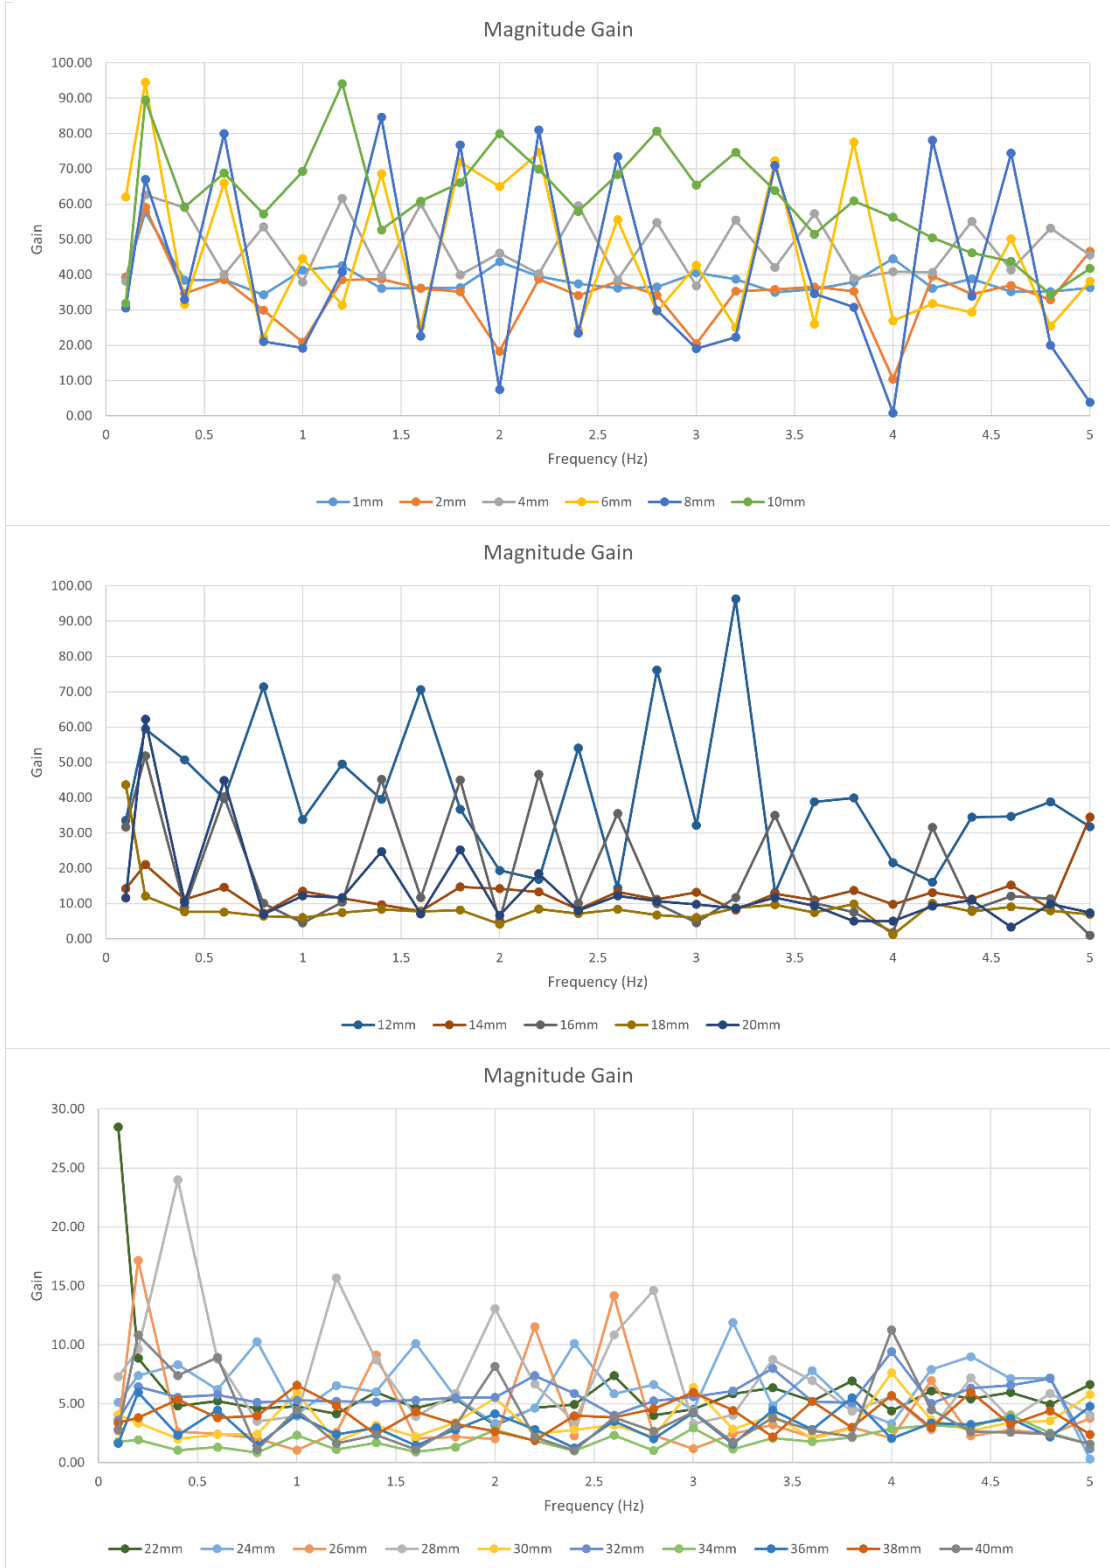 Magnitude Gain
100.00
90.00
80.00
70.00
60.00
50.00
40.00
30.00
20.00
10.00
0.00
Gain
0 0.5 1 1.5 2 2.5 3 3.5 4 4.5 5
Frequency (Hz)
1mm 2mm 4mm 6mm 8mm 10mm
Magnitude Gain
100.00
90.00
80.00
70.00
60.00
50.00
40.00
30.00
20.00
10.00
0.00
Gain
0 0.5 1 1.5 2 2.5 3 3.5 4 4.5 5
Frequency (Hz)
12mm 14mm 16mm 18mm 20mm
Magnitude Gain
30.00
25.00
20.00
15.00
10.00
5.00
0.00
Gain
0 0.5 1 1.5 2 2.5 3 3.5 4 4.5 5
Frequency (Hz)
22mm 24mm 26mm 28mm 30mm 32mm 34mm 36mm 38mm 40mm